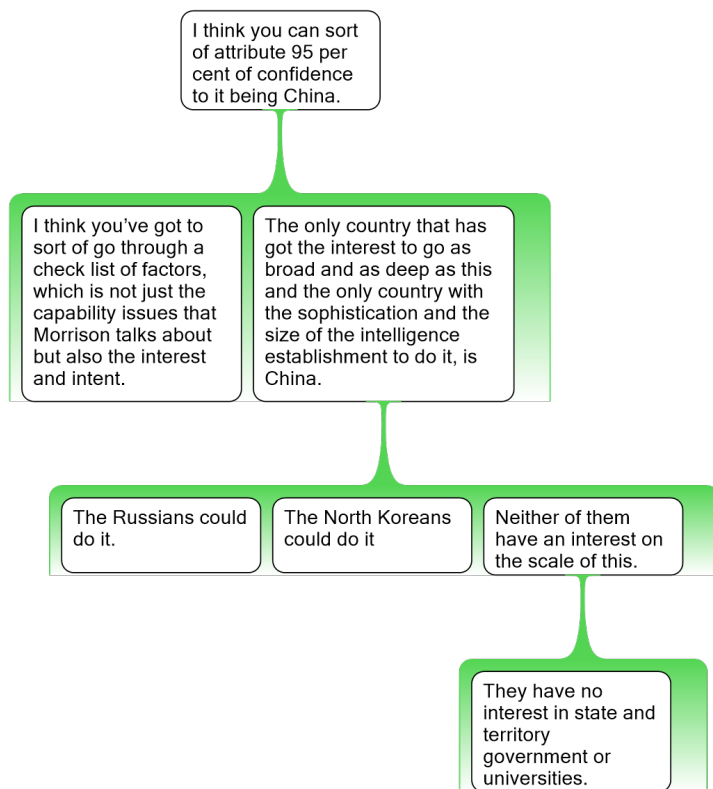 I think you can sort
of attribute 95 per
cent of confidence
to it being China.
I think you’ve got to
sort of go through a
check list of factors,
which is not just the
capability issues that
Morrison talks about
but also the interest
and intent.
The only country that has
got the interest to go as
broad and as deep as this
and the only country with
the sophistication and the
size of the intelligence
establishment to do it, is
China.
The Russians could
do it.
The North Koreans
could do it
Neither of them
have an interest on
the scale of this.
They have no
interest in state and
territory
government or
universities.